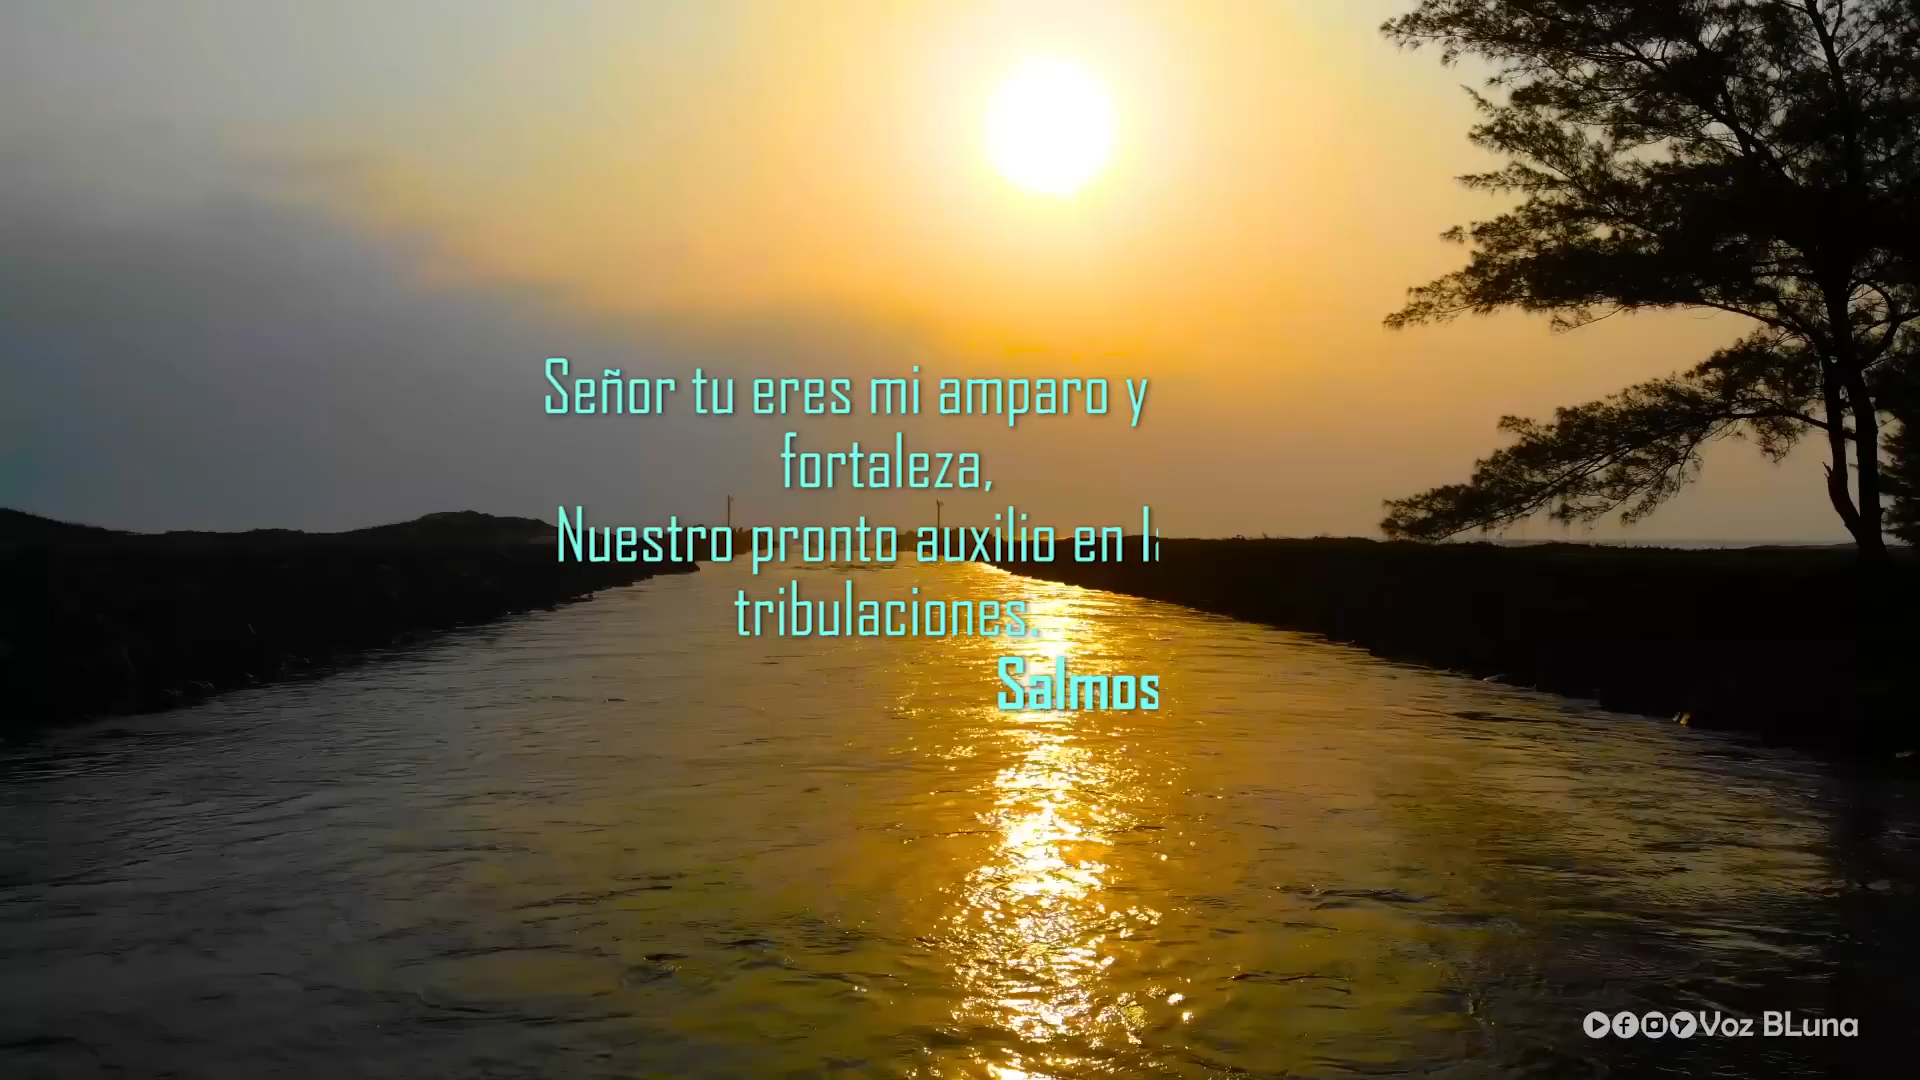 Señor tu eres mi amparo y
fortaleza,
Nuestro pronto auxilio en
tribulaciones.
Salmos
Voz BLuna